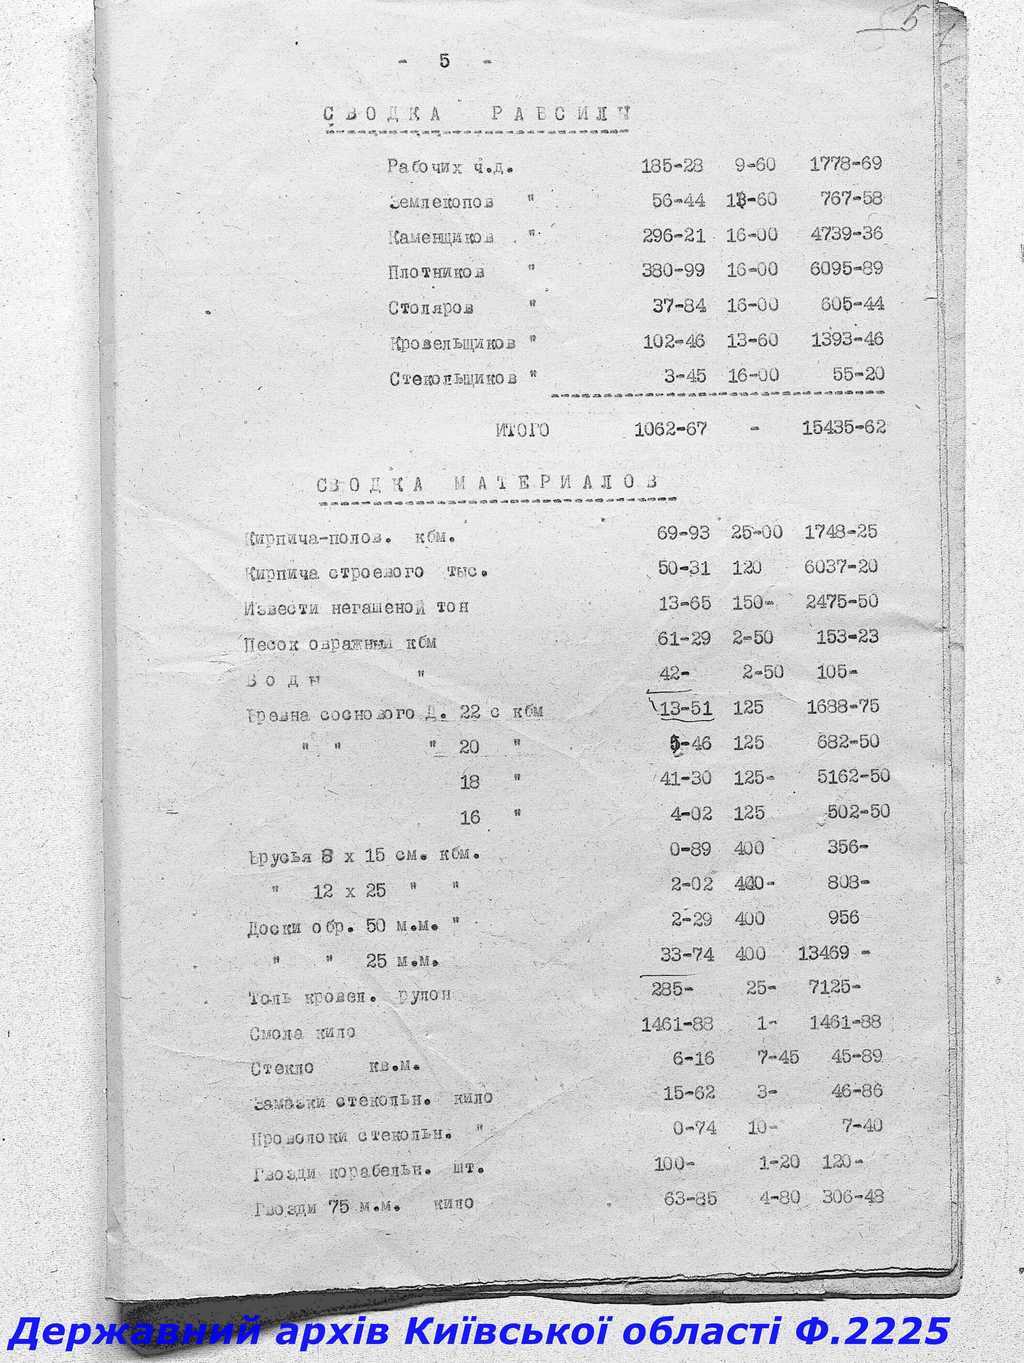 5
- 5 -
СВОДКА РАБСИЛЫ
Рабочих ч.д. 185-28 9-60 1778-69
Землекопов " 56-44 13-60 767-58
Каменщиков " 296-21 16-00 4739-36
Плотников " 380-99 16-00 6095-89
Столяров " 37-84 16-00 605-44
Кровельщиков " 102-46 13-60 1393-46
Стекольщиков " 3-45 16-00 55-20
ИТОГО 1062-67 - 15435-62
СВОДКА МАТЕРИАЛОВ
Кирпича-полов. кбм. 69-93 25-00 1748-25
Кирпича строевого тыс. 50-31 120 6037-20
Извести негашеной тон 13-65 150- 2475-50
Песок овражный кбм 61-29 2-50 153-23
Воды " 42- 2-50 105-
Бревна соснового Д. 22 с кбм 13-51 125 1688-75
" " " 20 " 5-46 125 682-50
18 " 41-30 125- 5162-50
16 " 4-02 125 502-50
Брусья 8 х 15 см. кбм. 0-89 400 356-
" 12 х 25 " " 2-02 400- 808-
Доски обр. 50 м.м. " 2-29 400 956
" " 25 м.м. 33-74 400 13469 -
Толь кровел. рулон 285- 25- 7125-
Смола кило 1461-88 1- 1461-88
Стекло кв.м. 6-16 7-45 45-89
Замазки стекольн. кило 15-62 3- 46-86
Проволоки стекольн. " 0-74 10- 7-40
Гвозди корабельн. шт. 100- 1-20 120-
Гвозди 75 м.м. кило 63-85 4-80 306-48
Державний архів Київської області Ф.2225